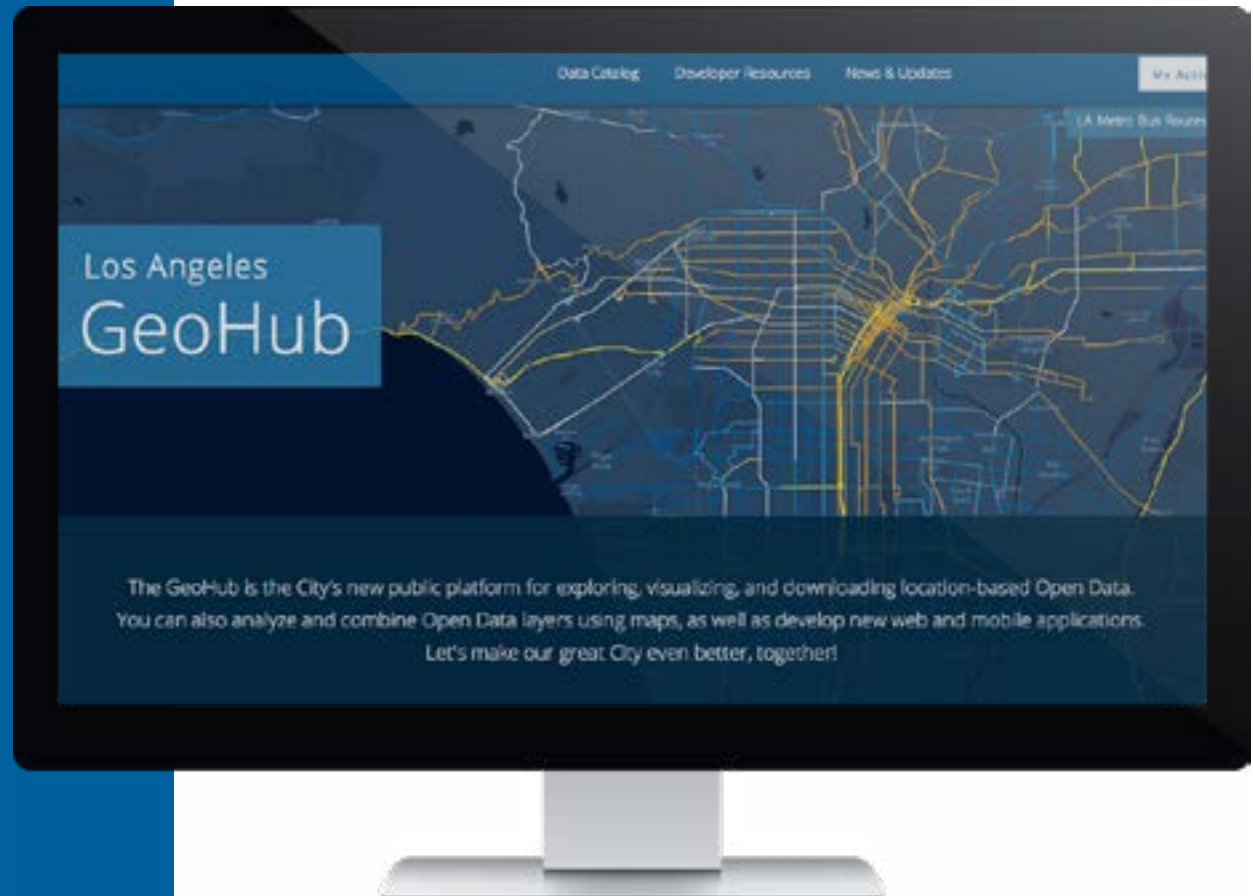 Data Catalog Developer Resources News & Updates
LA Metro Bus Routes
Los Angeles
GeoHub
The GeoHub is the City's new public platform for exploring, visualizing, and downloading location-based Open Data.
You can also analyze and combine Open Data layers using maps, as well as develop new web and mobile applications.
Let's make our great City even better, together!